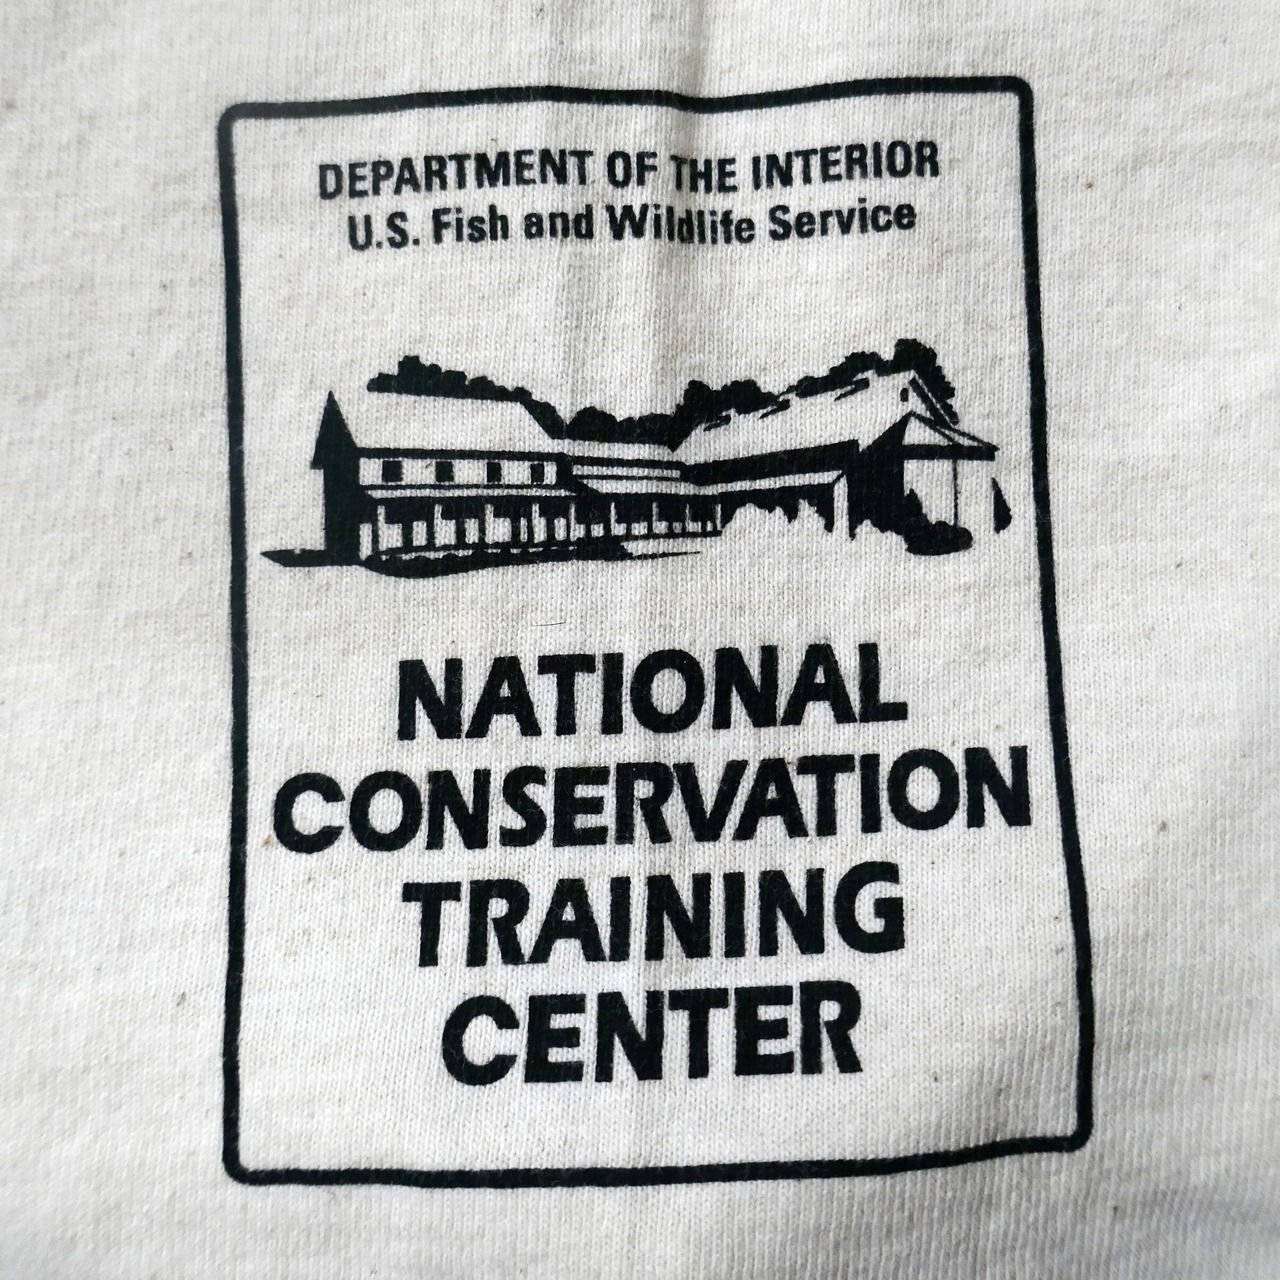 DEPARTMENT OF THE INTERIOR
U.S. Fish and Wildlife Service
NATIONAL
CONSERVATION
TRAINING
CENTER